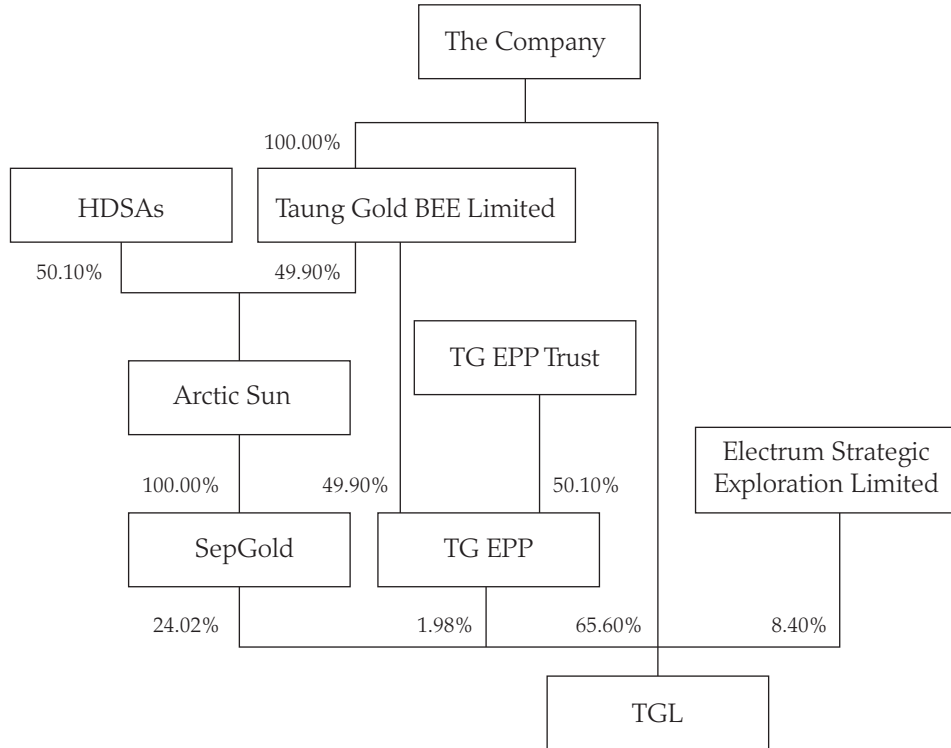 The Company
100.00%
HDSAs
Taung Gold BEE Limited
50.10%
49.90%
TG EPP Trust
Arctic Sun
Electrum Strategic
Exploration Limited
100.00%
49.90%
50.10%
SepGold
TG EPP
24.02%
1.98%
65.60%
8.40%
TGL